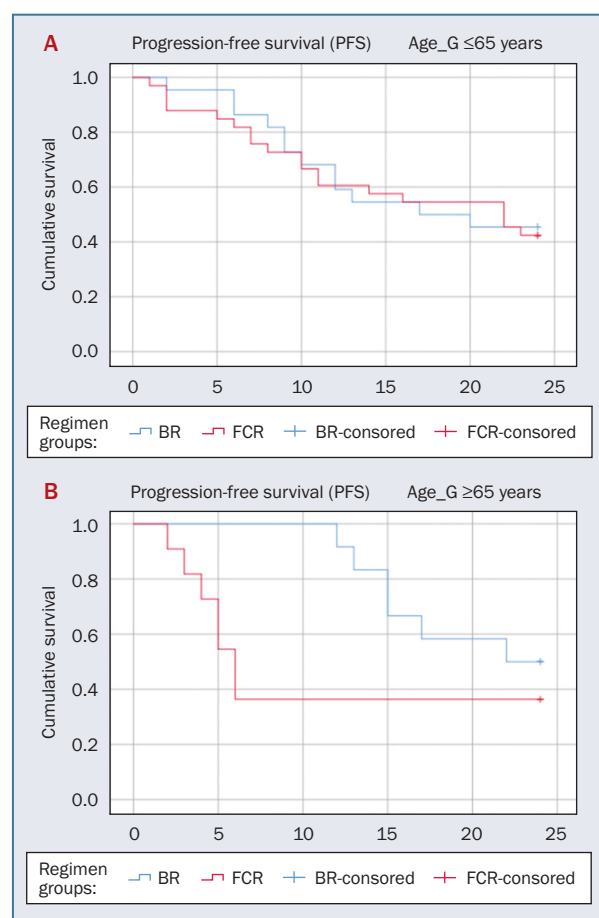 A Progression-free survival (PFS) Age_G ≤65 years
Cumulative survival
1.0
0.8
0.6
0.4
0.2
0.0
0 5 10 15 20 25
Regimen groups: BR FCR BR-consored FCR-consored
B Progression-free survival (PFS) Age_G ≥65 years
Cumulative survival
1.0
0.8
0.6
0.4
0.2
0.0
0 5 10 15 20 25
Regimen groups: BR FCR BR-consored FCR-consored